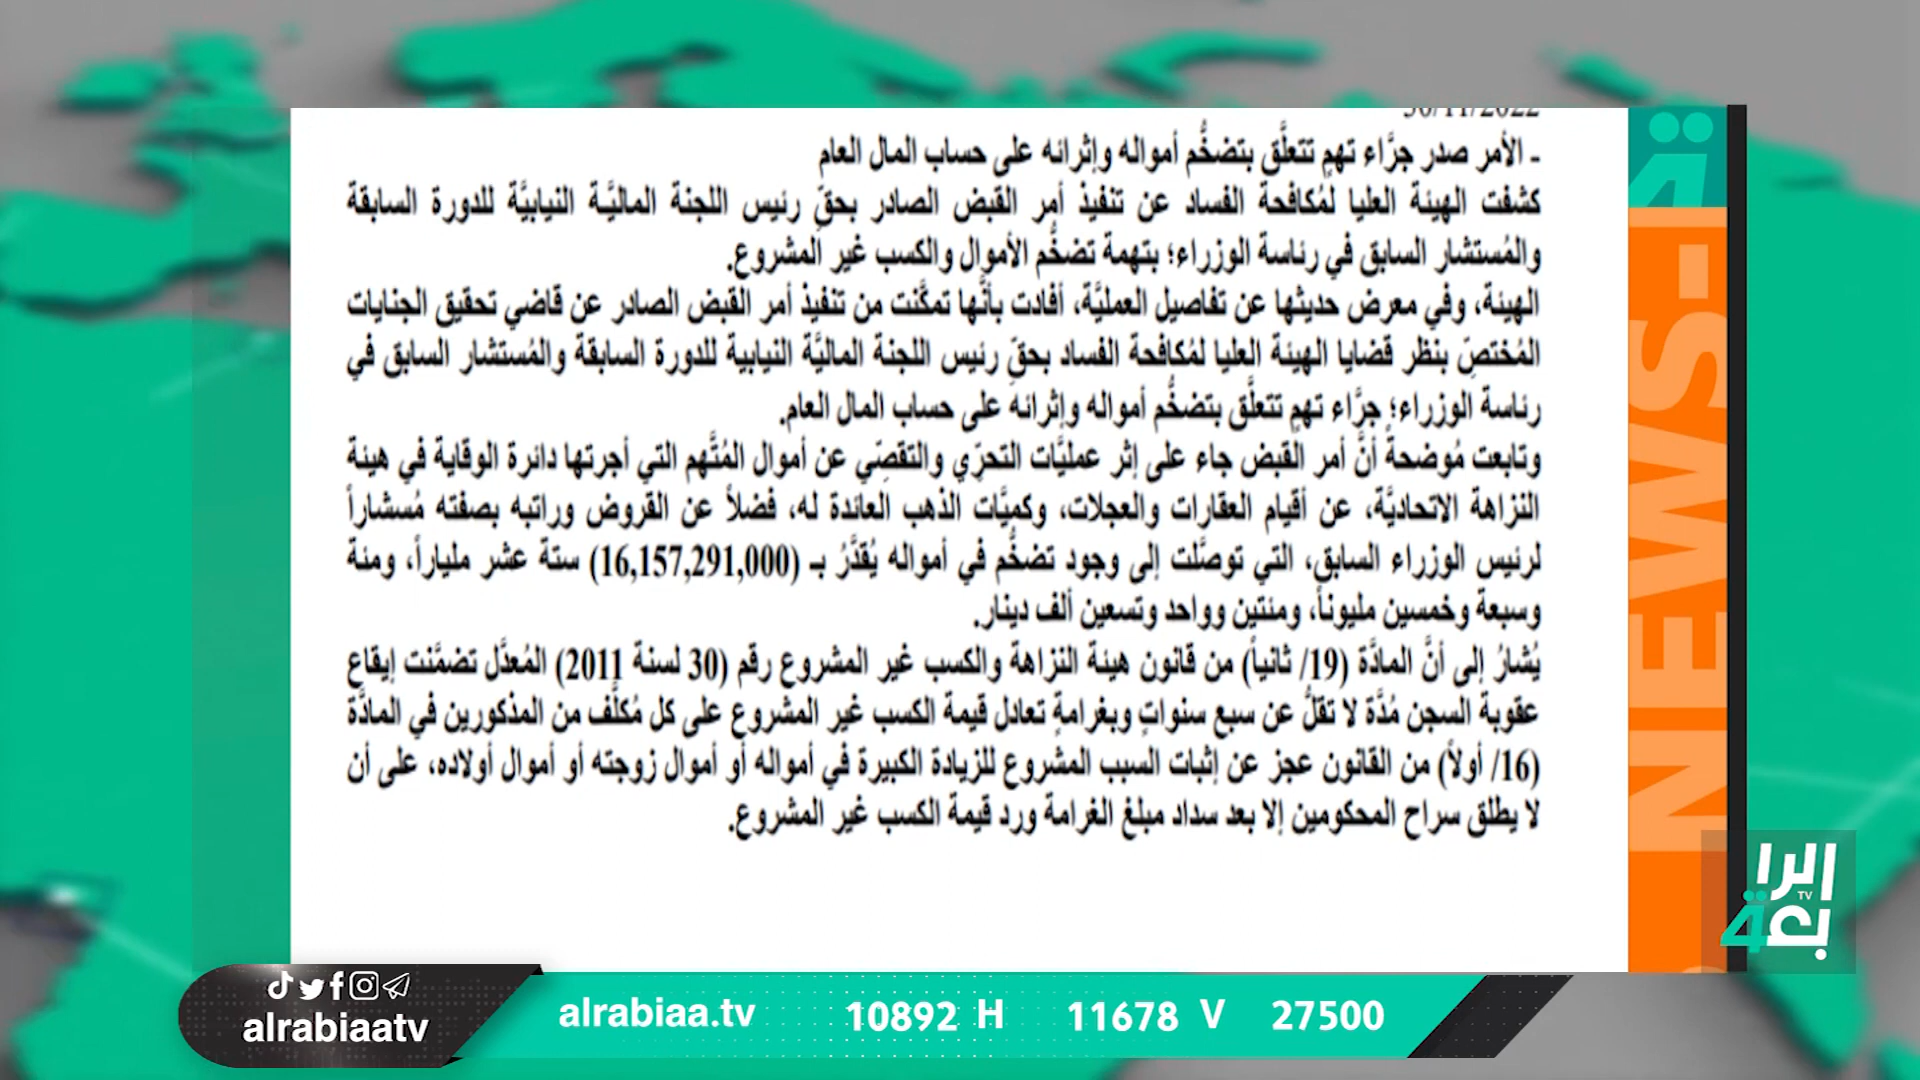 30/11/2022
- الأمر صدر جرَّاء تهمٍ تتعلَّق بتضخُّم أمواله وإثرائه على حساب المال العام
كشفت الهيئة العليا لمُكافحة الفساد عن تنفيذ أمر القبض الصادر بحقِّ رئيس اللجنة الماليَّة النيابيَّة للدورة السابقة
والمُستشار السابق في رئاسة الوزراء؛ بتهمة تضخُّم الأموال والكسب غير المشروع.
الهيئة، وفي معرض حديثها عن تفاصيل العمليَّة، أفادت بأنَّها تمكَّنت من تنفيذ أمر القبض الصادر عن قاضي تحقيق الجنايات
المُختصِّ بنظر قضايا الهيئة العليا لمُكافحة الفساد بحقِّ رئيس اللجنة الماليَّة النيابية للدورة السابقة والمُستشار السابق في
رئاسة الوزراء؛ جرَّاء تهمٍ تتعلَّق بتضخُّم أمواله وإثرائه على حساب المال العام.
وتابعت مُوضحةً أنَّ أمر القبض جاء على إثر عمليَّات التحرِّي والتقصِّي عن أموال المُتَّهم التي أجرتها دائرة الوقاية في هيئة
النزاهة الاتحاديَّة، عن أقيام العقارات والعجلات، وكميَّات الذهب العائدة له، فضلاً عن القروض وراتبه بصفته مُسشاراً
لرئيس الوزراء السابق، التي توصَّلت إلى وجود تضخُّم في أمواله يُقدَّرُ بـ (16,157,291,000) ستة عشر ملياراً، ومئة
وسبعة وخمسين مليوناً، ومئتين وواحد وتسعين ألف دينار.
يُشارُ إلى أنَّ المادَّة (19/ ثانياً) من قانون هيئة النزاهة والكسب غير المشروع رقم (30 لسنة 2011) المُعدَّل تضمَّنت إيقاع
عقوبة السجن مُدَّة لا تقلُّ عن سبع سنواتٍ وبغرامةٍ تعادل قيمة الكسب غير المشروع على كل مُكلَّف من المذكورين في المادَّة
(16/ أولاً) من القانون عجز عن إثبات السبب المشروع للزيادة الكبيرة في أمواله أو أموال زوجته أو أموال أولاده، على أن
لا يطلق سراح المحكومين إلا بعد سداد مبلغ الغرامة ورد قيمة الكسب غير المشروع.
NEWS-
الرا
TV
بعة
alrabiaatv
alrabiaa.tv 10892 H 11678 V 27500